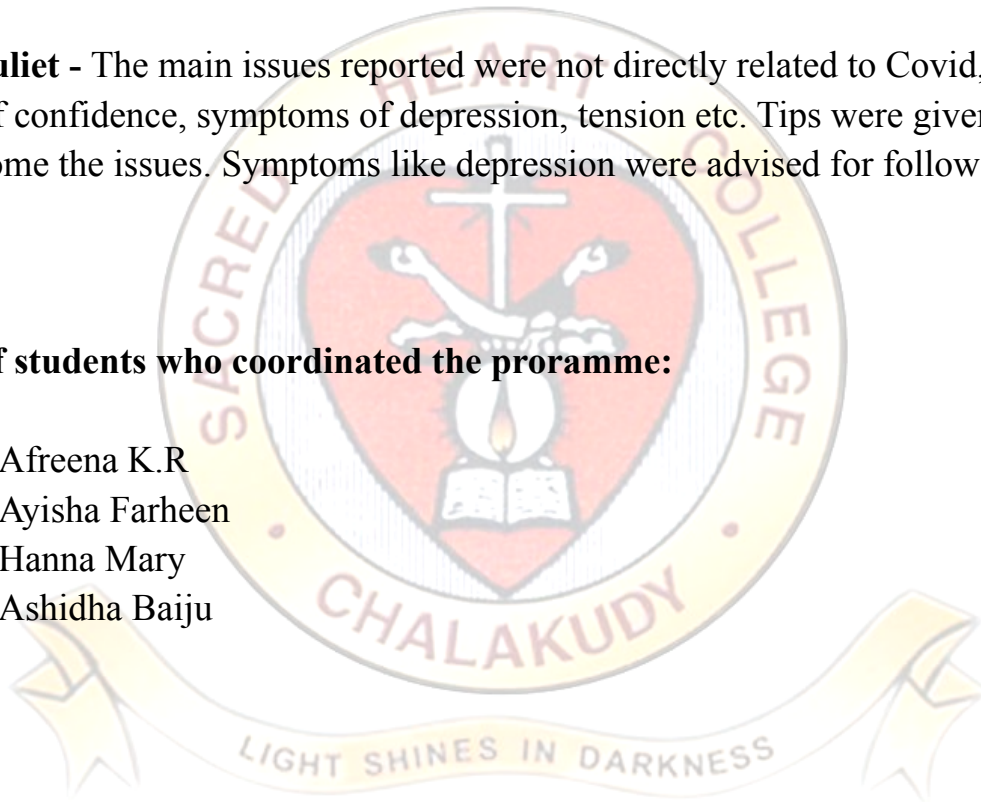 uliet - The main issues reported were not directly related to Covid,
f confidence, symptoms of depression, tension etc. Tips were given
ome the issues. Symptoms like depression were advised for follow
f students who coordinated the proramme:
Afreena K.R
Ayisha Farheen
Hanna Mary
Ashidha Baiju
SACRED HEART COLLEGE
CHALAKUDY
LIGHT SHINES IN DARKNESS